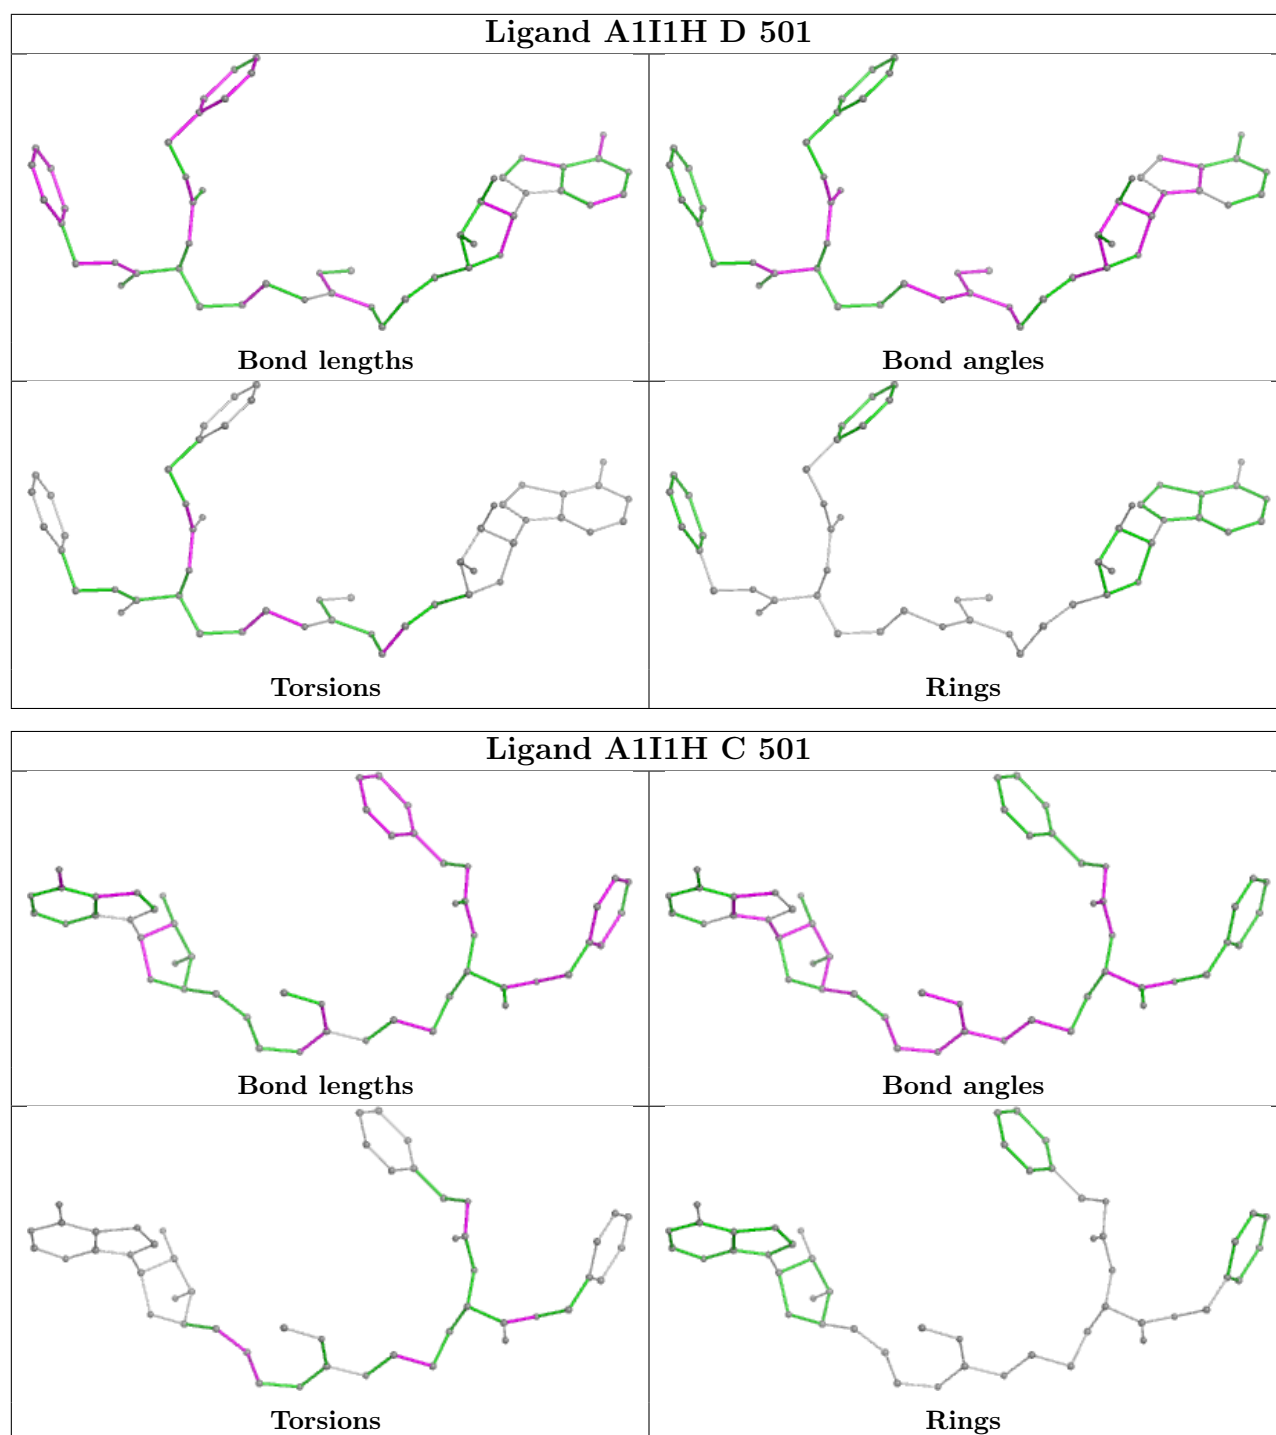 Ligand A1I1H D 501
Bond lengths
Bond angles
Torsions
Rings
Ligand A1I1H C 501
Bond lengths
Bond angles
Torsions
Rings